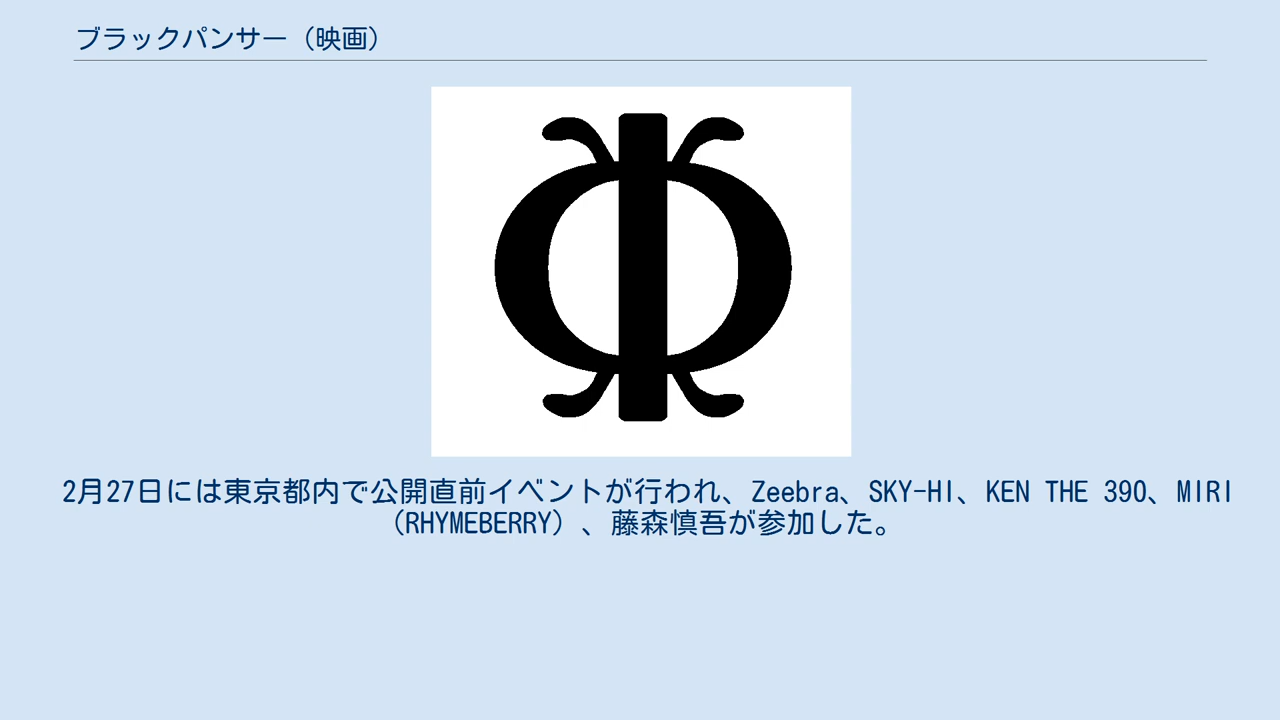 ブラックパンサー（映画）
2月27日には東京都内で公開直前イベントが行われ、Zeebra、SKY-HI、KEN THE 390、MIRI
（RHYMEBERRY）、藤森慎吾が参加した。